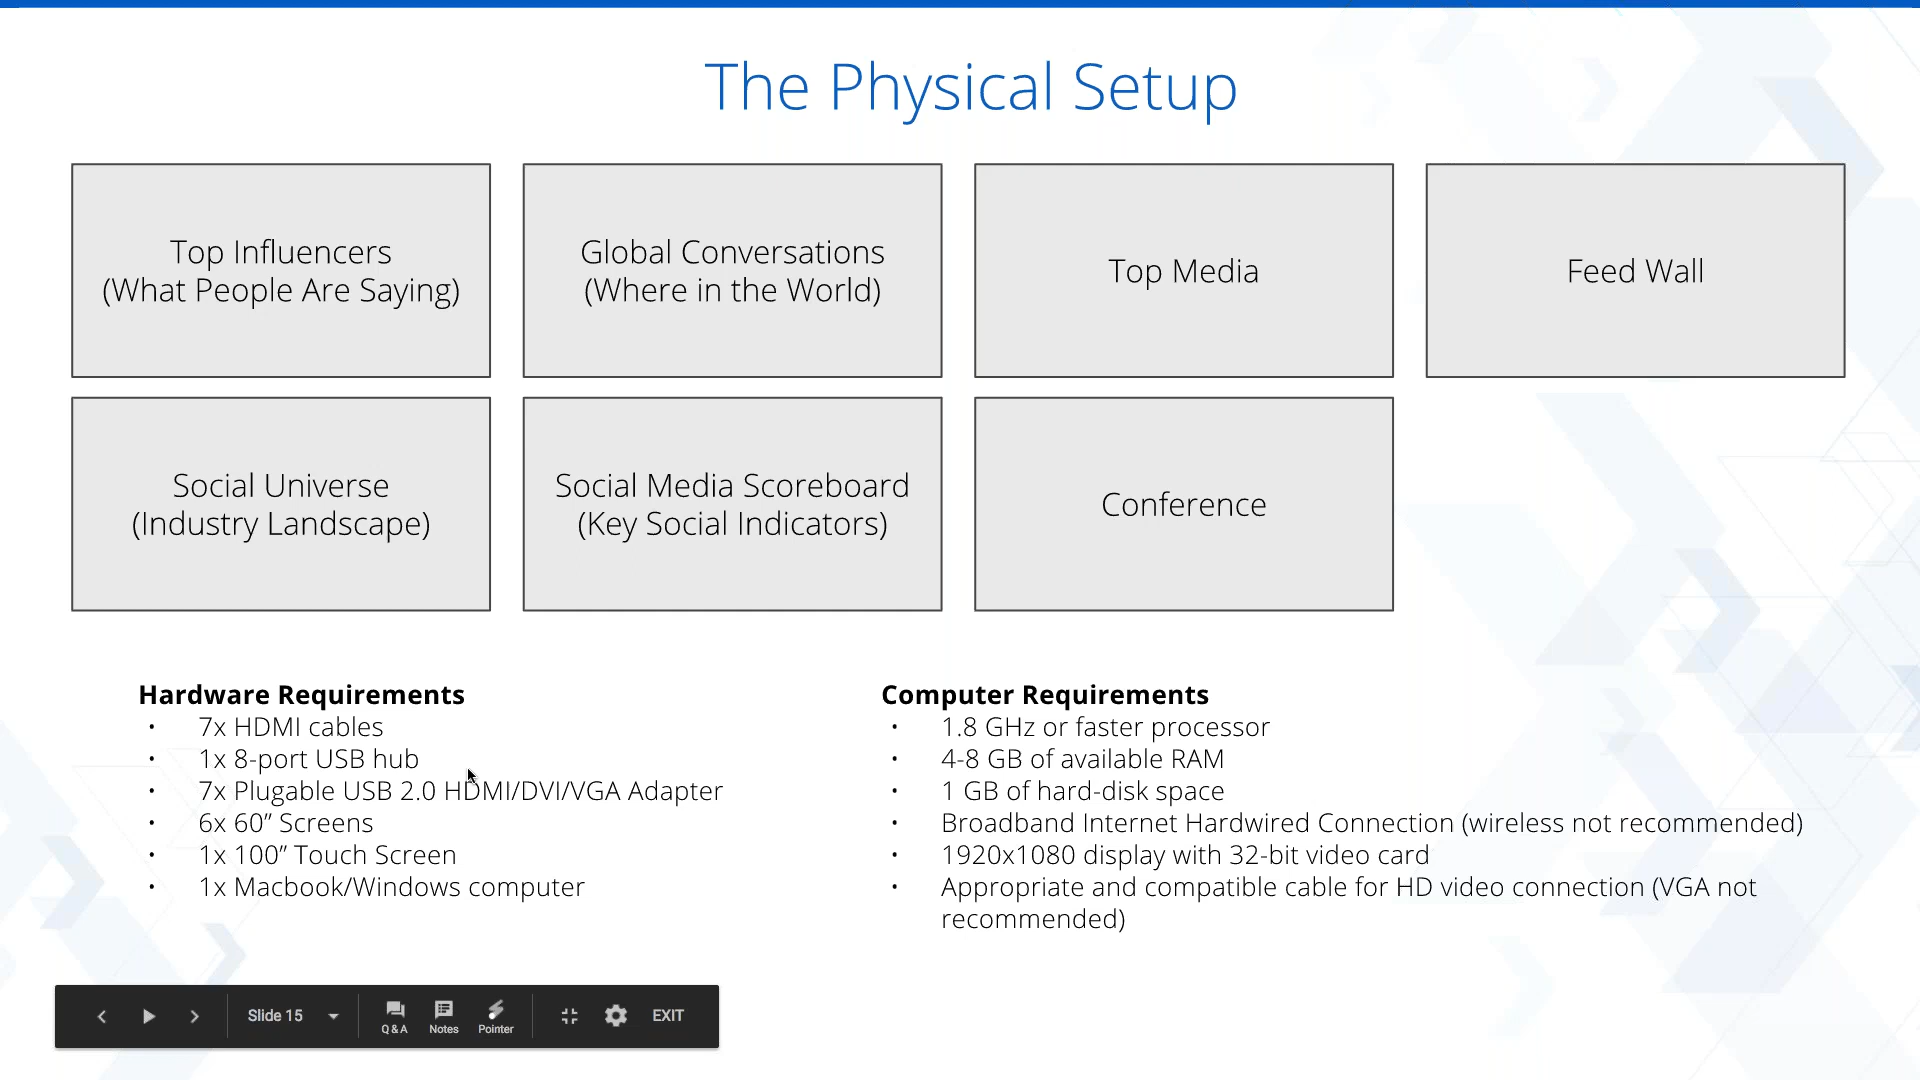 The Physical Setup
Top Influencers
(What People Are Saying)
Global Conversations
(Where in the World)
Top Media
Feed Wall
Social Universe
(Industry Landscape)
Social Media Scoreboard
(Key Social Indicators)
Conference
Hardware Requirements
• 7x HDMI cables
• 1x 8-port USB hub
• 7x Plugable USB 2.0 HDMI/DVI/VGA Adapter
• 6x 60” Screens
• 1x 100” Touch Screen
• 1x Macbook/Windows computer
Computer Requirements
• 1.8 GHz or faster processor
• 4-8 GB of available RAM
• 1 GB of hard-disk space
• Broadband Internet Hardwired Connection (wireless not recommended)
• 1920x1080 display with 32-bit video card
• Appropriate and compatible cable for HD video connection (VGA not
recommended)
Slide 15
Q & A
Notes
Pointer
EXIT